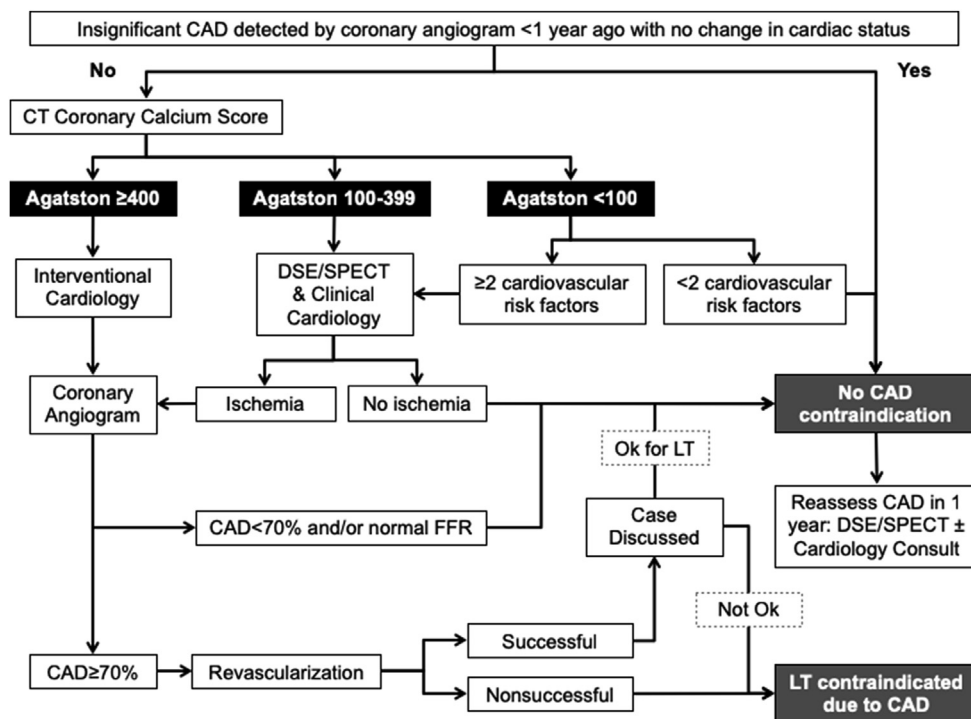 Insignificant CAD detected by coronary angiogram <1 year ago with no change in cardiac status
No
Yes
CT Coronary Calcium Score
Agatston ≥400
Agatston 100-399
Agatston <100
Interventional
Cardiology
DSE/SPECT
& Clinical
Cardiology
≥2 cardiovascular
risk factors
<2 cardiovascular
risk factors
Coronary
Angiogram
Ischemia
No ischemia
No CAD
contraindication
Ok for LT
CAD<70% and/or normal FFR
Case
Discussed
Reassess CAD in 1
year: DSE/SPECT ±
Cardiology Consult
Not Ok
Successful
CAD≥70%
Revascularization
Nonsuccessful
LT contraindicated
due to CAD